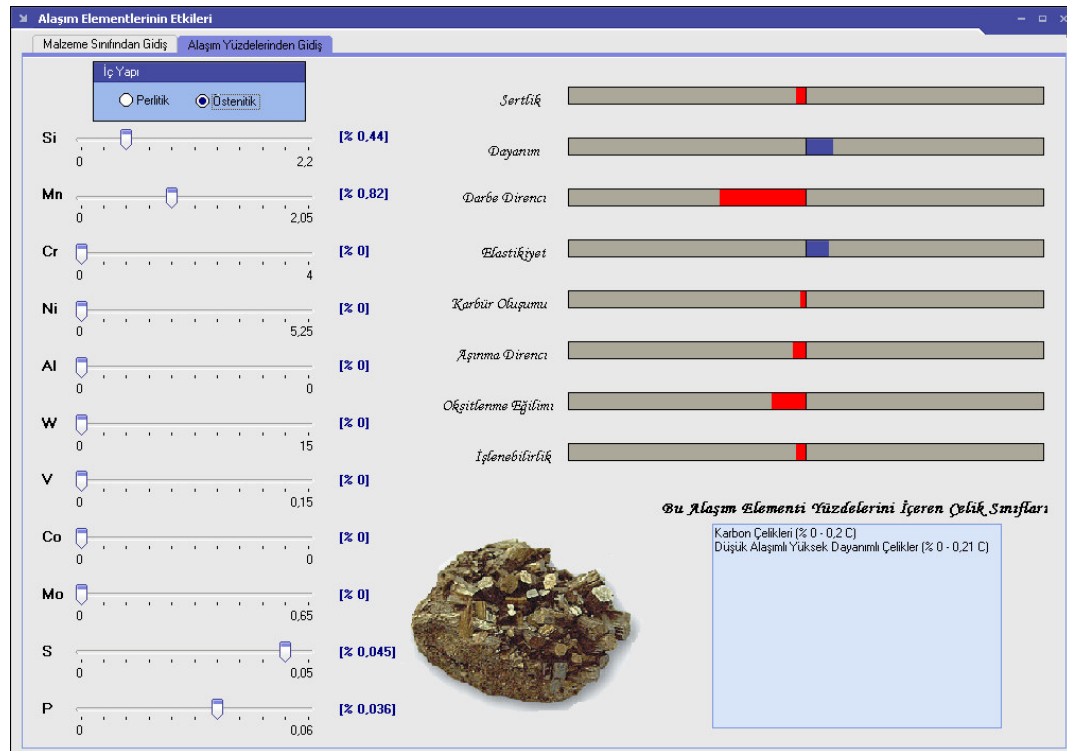 Alaşım Elementlerinin Etkileri
Malzeme Sınıfından Gidiş
Alaşım Yüzdelerinden Gidiş
İç Yapı
Perlitik
Östenitik
Si
[% 0,44]
0
2,2
Mn
[% 0,82]
0
2,05
Cr
[% 0]
0
4
Ni
[% 0]
0
5,25
Al
[% 0]
0
0
W
[% 0]
0
15
V
[% 0]
0
0,15
Co
[% 0]
0
0
Mo
[% 0]
0
0,65
S
[% 0,045]
0
0,05
P
[% 0,036]
0
0,06
Sertlik
Dayanım
Darbe Direnci
Elastikiyet
Karbür Oluşumu
Aşınma Direnci
Oksitlenme Eğilimi
İşlenebilirlik
Bu Alaşım Elementi Yüzdelerini İçeren Çelik Sınıfları
Karbon Çelikleri (% 0 - 0,2 C)
Düşük Alaşımlı Yüksek Dayanımlı Çelikler (% 0 - 0,21 C)